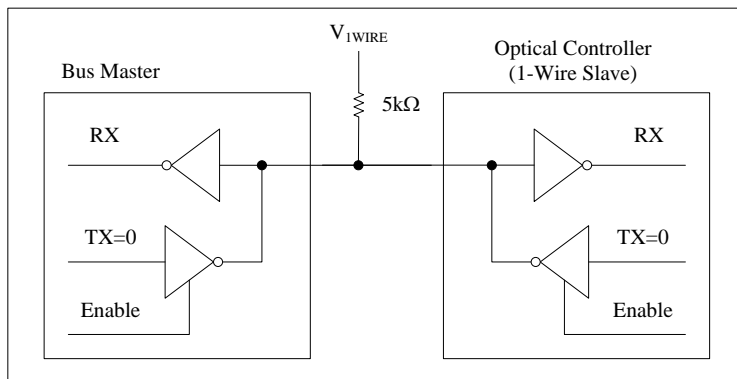 V1WIRE
Optical Controller
(1-Wire Slave)
Bus Master
5kΩ
RX
RX
TX=0
TX=0
Enable
Enable